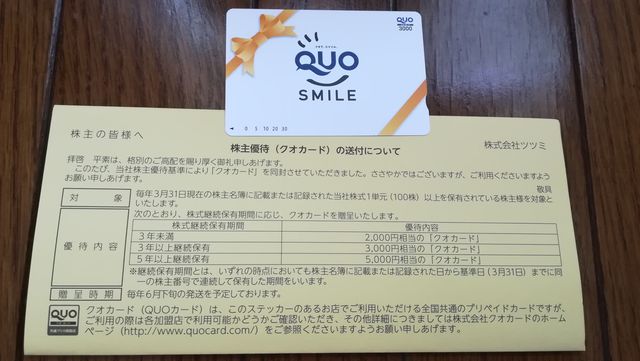 QUO
3000
QUO
SMILE
0 5 10 20 30
株主の皆様へ
株主優待（クオカード）の送付について
株式会社ツツミ
拝啓 平素は、格別のご高配を賜り厚く御礼申しあげます。
このたび、当社株主優待基準により「クオカード」を同封させていただきました。ささやかではございますが、ご利用くださいますよう
お願い申しあげます。
敬具
対象
毎年3月31日現在の株主名簿に記載または記録された当社株式1単元（100株）以上を保有されている株主様を対象と
いたします。
優待内容
次のとおり、株式継続保有期間に応じ、クオカードを贈呈いたします。
株式継続保有期間 優待内容
3年未満 2,000円相当の「クオカード」
3年以上継続保有 3,000円相当の「クオカード」
5年以上継続保有 5,000円相当の「クオカード」
※継続保有期間とは、いずれの時点においても株主名簿に記載または記録された日から基準日（3月31日）までに同
一の株主番号で連続して保有した期間をいいます。
贈呈時期 毎年6月下旬の発送を予定しております。
QUO
クオカード（QUOカード）は、このステッカーのあるお店でご利用いただける全国共通のプリペイドカードですが、
ご利用の際は各加盟店で利用可能かどうかご確認いただき、その他詳細につきましては株式会社クオカードのホーム
ページ（http://www.quocard.com/）をご参照くださいますようお願い申しあげます。